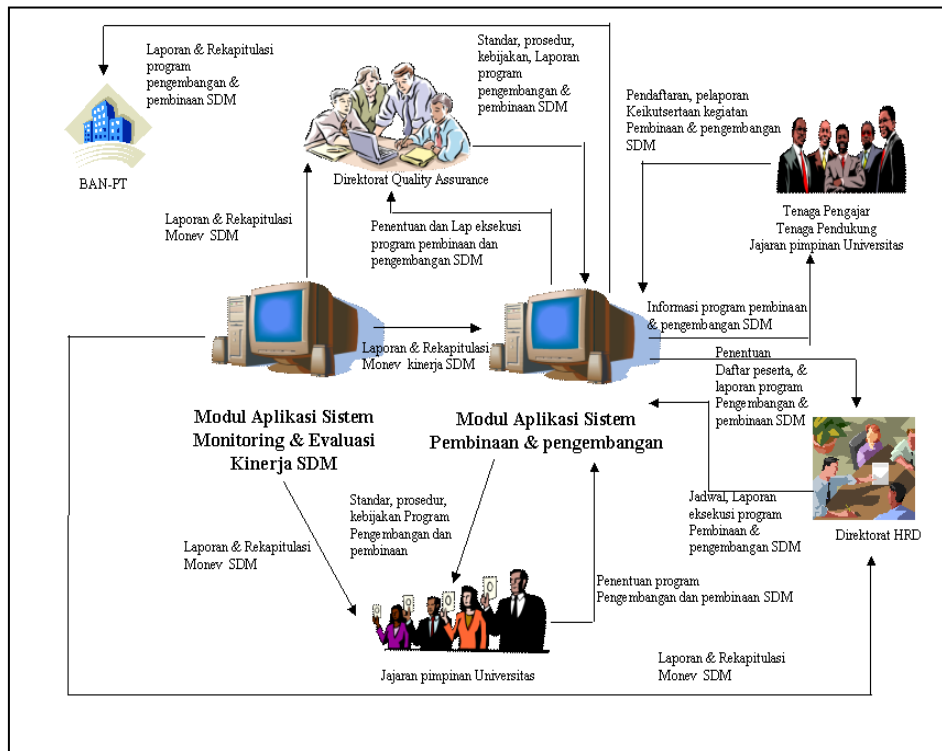 Laporan & Rekapitulasi
program
pengembangan &
pembinaan SDM
BAN-PT
Direktorat Quality Assurance
Standar, prosedur,
kebijakan, Laporan
program
pengembangan &
pembinaan SDM
Pendaftaran, pelaporan
Keikutsertaan kegiatan
Pembinaan & pengembangan
SDM
Tenaga Pengajar
Tenaga Pendukung
Jajaran pimpinan Universitas
Laporan & Rekapitulasi
Monev SDM
Penentuan dan Lap eksekusi
program pembinaan dan
pengembangan SDM
Informasi program pembinaan
& pengembangan SDM
Laporan & Rekapitulasi
Monev kinerja SDM
Penentuan
Daftar peserta, &
laporan program
Pengembangan &
pembinaan SDM
Modul Aplikasi Sistem
Monitoring & Evaluasi
Kinerja SDM
Modul Aplikasi Sistem
Pembinaan & pengembangan
Jadwal, Laporan
eksekusi program
Pembinaan &
pengembangan SDM
Direktorat HRD
Standar, prosedur,
kebijakan Program
Pengembangan dan
pembinaan
Laporan & Rekapitulasi
Monev SDM
Penentuan program
Pengembangan dan pembinaan SDM
Jajaran pimpinan Universitas
Laporan & Rekapitulasi
Monev SDM